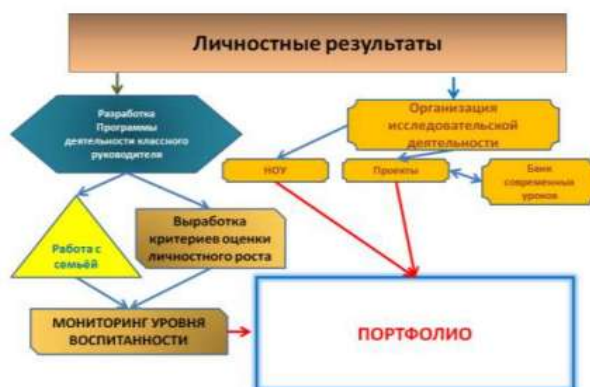 Личностные результаты
Разработка
Программы
деятельности классного
руководителя
Организация
исследовательской
деятельности
НОУ
Проекты
Банк
современных
уроков
Работа с
семьёй
Выработка
критериев оценки
личностного роста
МОНИТОРИНГ УРОВНЯ
ВОСПИТАННОСТИ
ПОРТФОЛИО